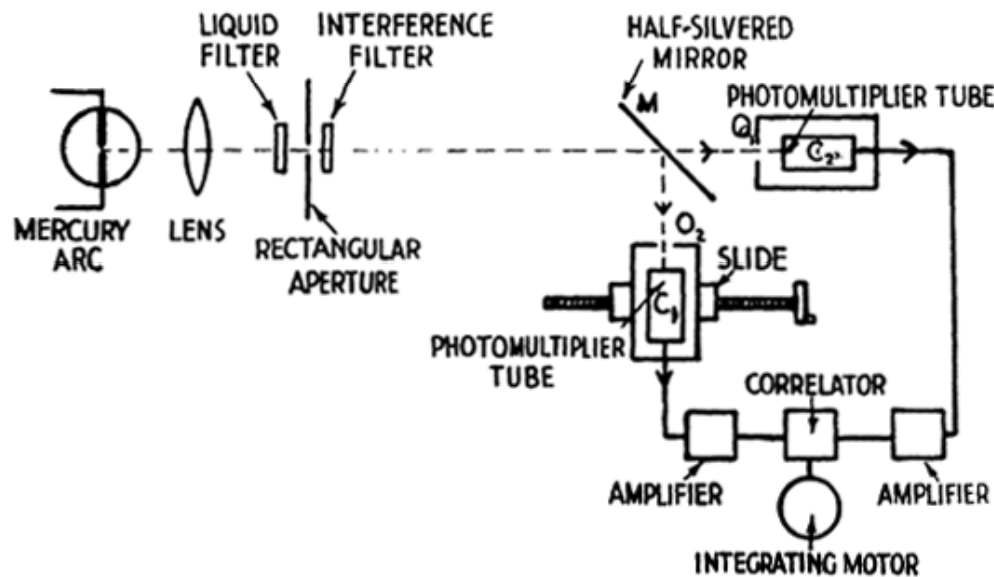 LIQUID
FILTER
INTERFERENCE
FILTER
HALF-SILVERED
MIRROR
M
PHOTOMULTIPLIER TUBE
C₂
MERCURY
ARC
LENS
RECTANGULAR
APERTURE
O₂
SLIDE
C₁
PHOTOMULTIPLIER
TUBE
CORRELATOR
AMPLIFIER
AMPLIFIER
INTEGRATING MOTOR